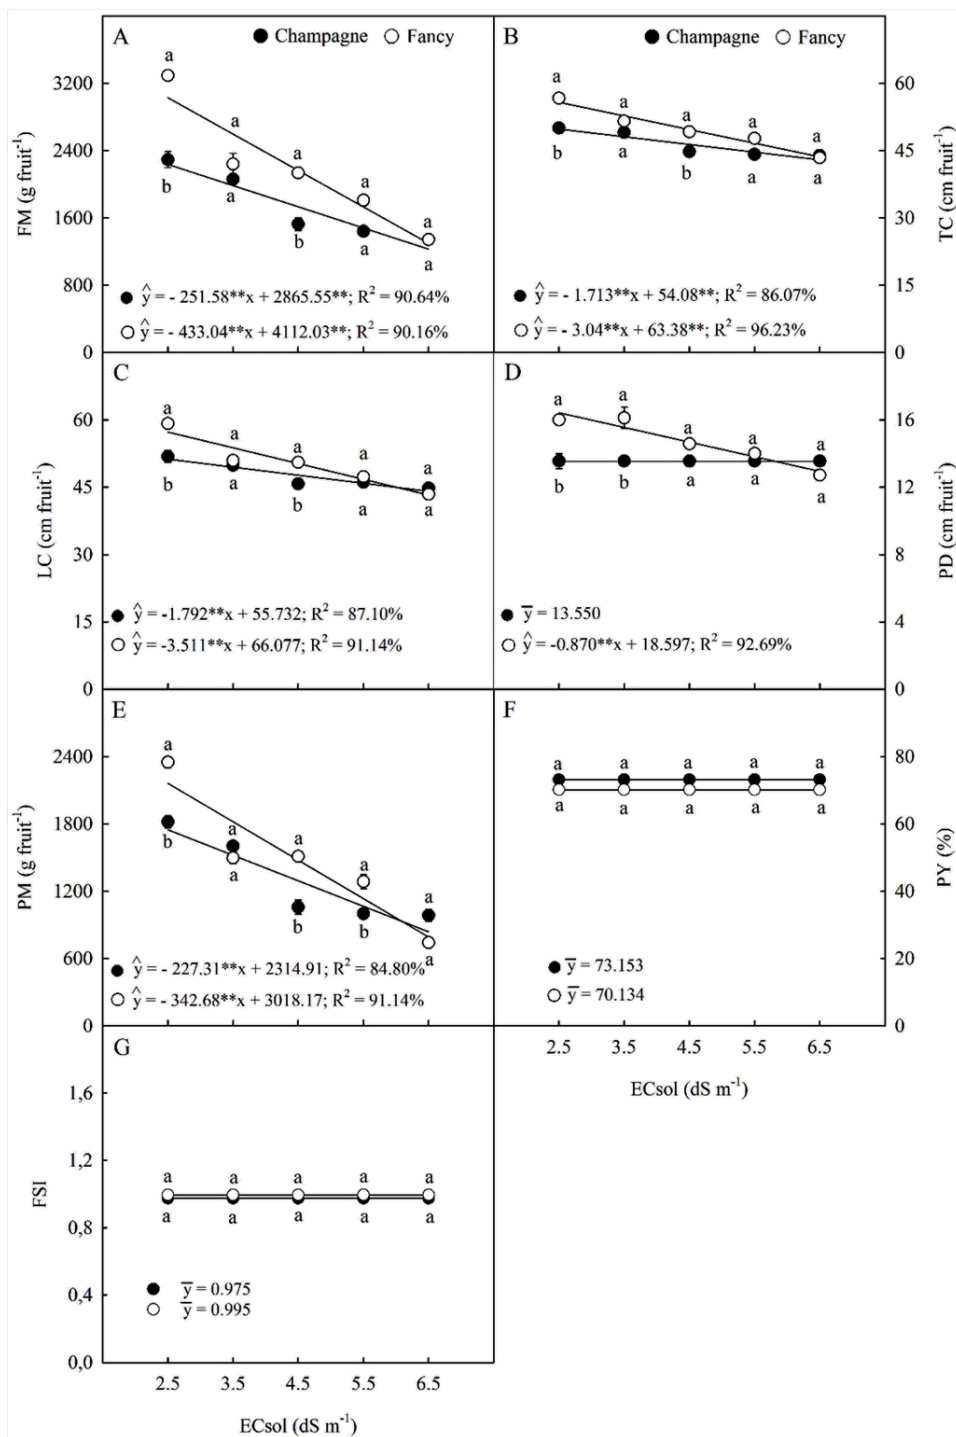 A
Champagne Fancy
3200
2400
1600
800
0
FM (g fruit⁻¹)
a a a a a
b a b a a
ŷ = - 251.58**x + 2865.55**; R² = 90.64%
ŷ = - 433.04**x + 4112.03**; R² = 90.16%
B
Champagne Fancy
60
45
30
15
0
TC (cm fruit⁻¹)
a a a a a
b a b a a
ŷ = - 1.713**x + 54.08**; R² = 86.07%
ŷ = - 3.04**x + 63.38**; R² = 96.23%
C
60
45
30
15
0
LC (cm fruit⁻¹)
a a a a a
b a b a a
ŷ = -1.792**x + 55.732; R² = 87.10%
ŷ = -3.511**x + 66.077; R² = 91.14%
D
16
12
8
4
0
PD (cm fruit⁻¹)
a a a a a
b b a a a
y̅ = 13.550
ŷ = -0.870**x + 18.597; R² = 92.69%
E
2400
1800
1200
600
0
PM (g fruit⁻¹)
a a a a a
b a b b a
ŷ = - 227.31**x + 2314.91; R² = 84.80%
ŷ = - 342.68**x + 3018.17; R² = 91.14%
F
80
60
40
20
0
PY (%)
a a a a a
a a a a a
y̅ = 73.153
y̅ = 70.134
2.5 3.5 4.5 5.5 6.5
ECsol (dS m⁻¹)
G
1,6
1,2
0,8
0,4
0,0
FSI
a a a a a
a a a a a
y̅ = 0.975
y̅ = 0.995
2.5 3.5 4.5 5.5 6.5
ECsol (dS m⁻¹)